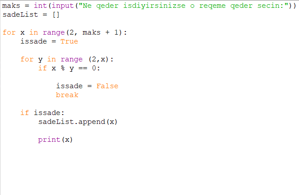 maks = int(input("Ne qeder isdiyirsinizse o reqeme qeder secin:"))
sadeList = []
for x in range(2, maks + 1):
issade = True
for y in range (2,x):
if x % y == 0:
issade = False
break
if issade:
sadeList.append(x)
print(x)